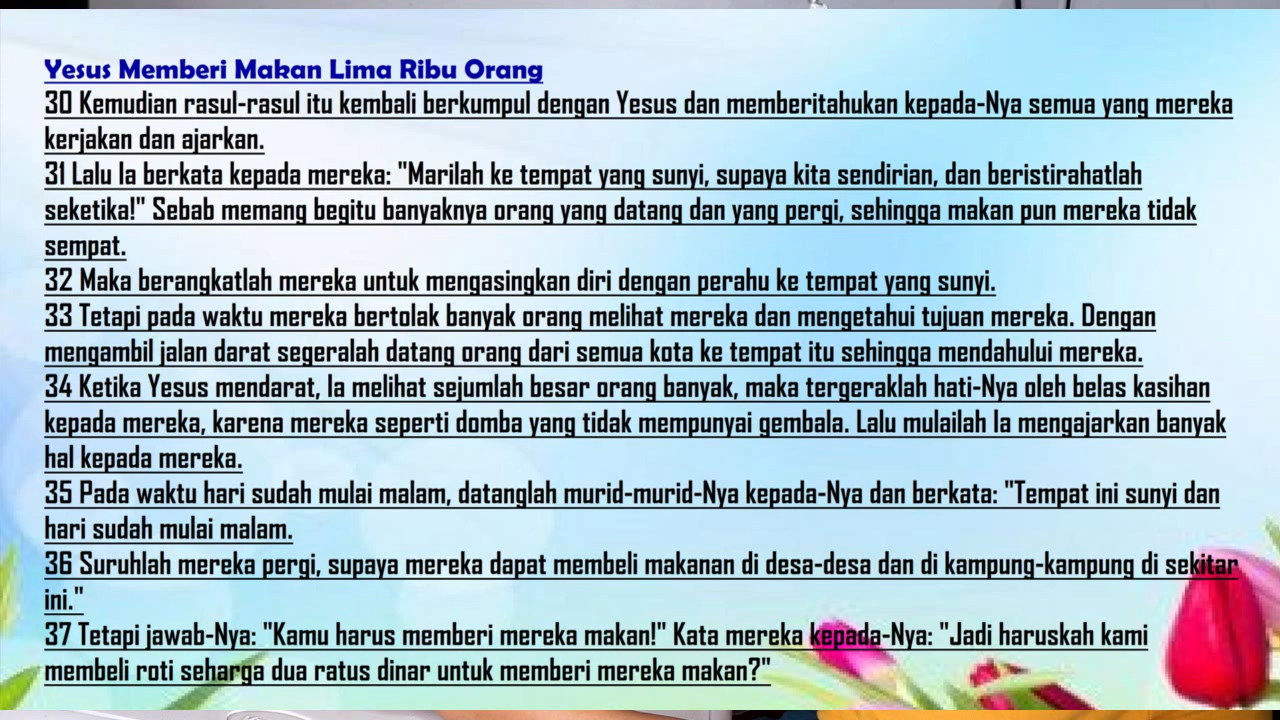 Yesus Memberi Makan Lima Ribu Orang
30 Kemudian rasul-rasul itu kembali berkumpul dengan Yesus dan memberitahukan kepada-Nya semua yang mereka
kerjakan dan ajarkan.
31 Lalu Ia berkata kepada mereka: "Marilah ke tempat yang sunyi, supaya kita sendirian, dan beristirahatlah
seketika!" Sebab memang begitu banyaknya orang yang datang dan yang pergi, sehingga makan pun mereka tidak
sempat.
32 Maka berangkatlah mereka untuk mengasingkan diri dengan perahu ke tempat yang sunyi.
33 Tetapi pada waktu mereka bertolak banyak orang melihat mereka dan mengetahui tujuan mereka. Dengan
mengambil jalan darat segeralah datang orang dari semua kota ke tempat itu sehingga mendahului mereka.
34 Ketika Yesus mendarat, Ia melihat sejumlah besar orang banyak, maka tergeraklah hati-Nya oleh belas kasihan
kepada mereka, karena mereka seperti domba yang tidak mempunyai gembala. Lalu mulailah Ia mengajarkan banyak
hal kepada mereka.
35 Pada waktu hari sudah mulai malam, datanglah murid-murid-Nya kepada-Nya dan berkata: "Tempat ini sunyi dan
hari sudah mulai malam.
36 Suruhlah mereka pergi, supaya mereka dapat membeli makanan di desa-desa dan di kampung-kampung di sekitar
ini."
37 Tetapi jawab-Nya: "Kamu harus memberi mereka makan!" Kata mereka kepada-Nya: "Jadi haruskah kami
membeli roti seharga dua ratus dinar untuk memberi mereka makan?"